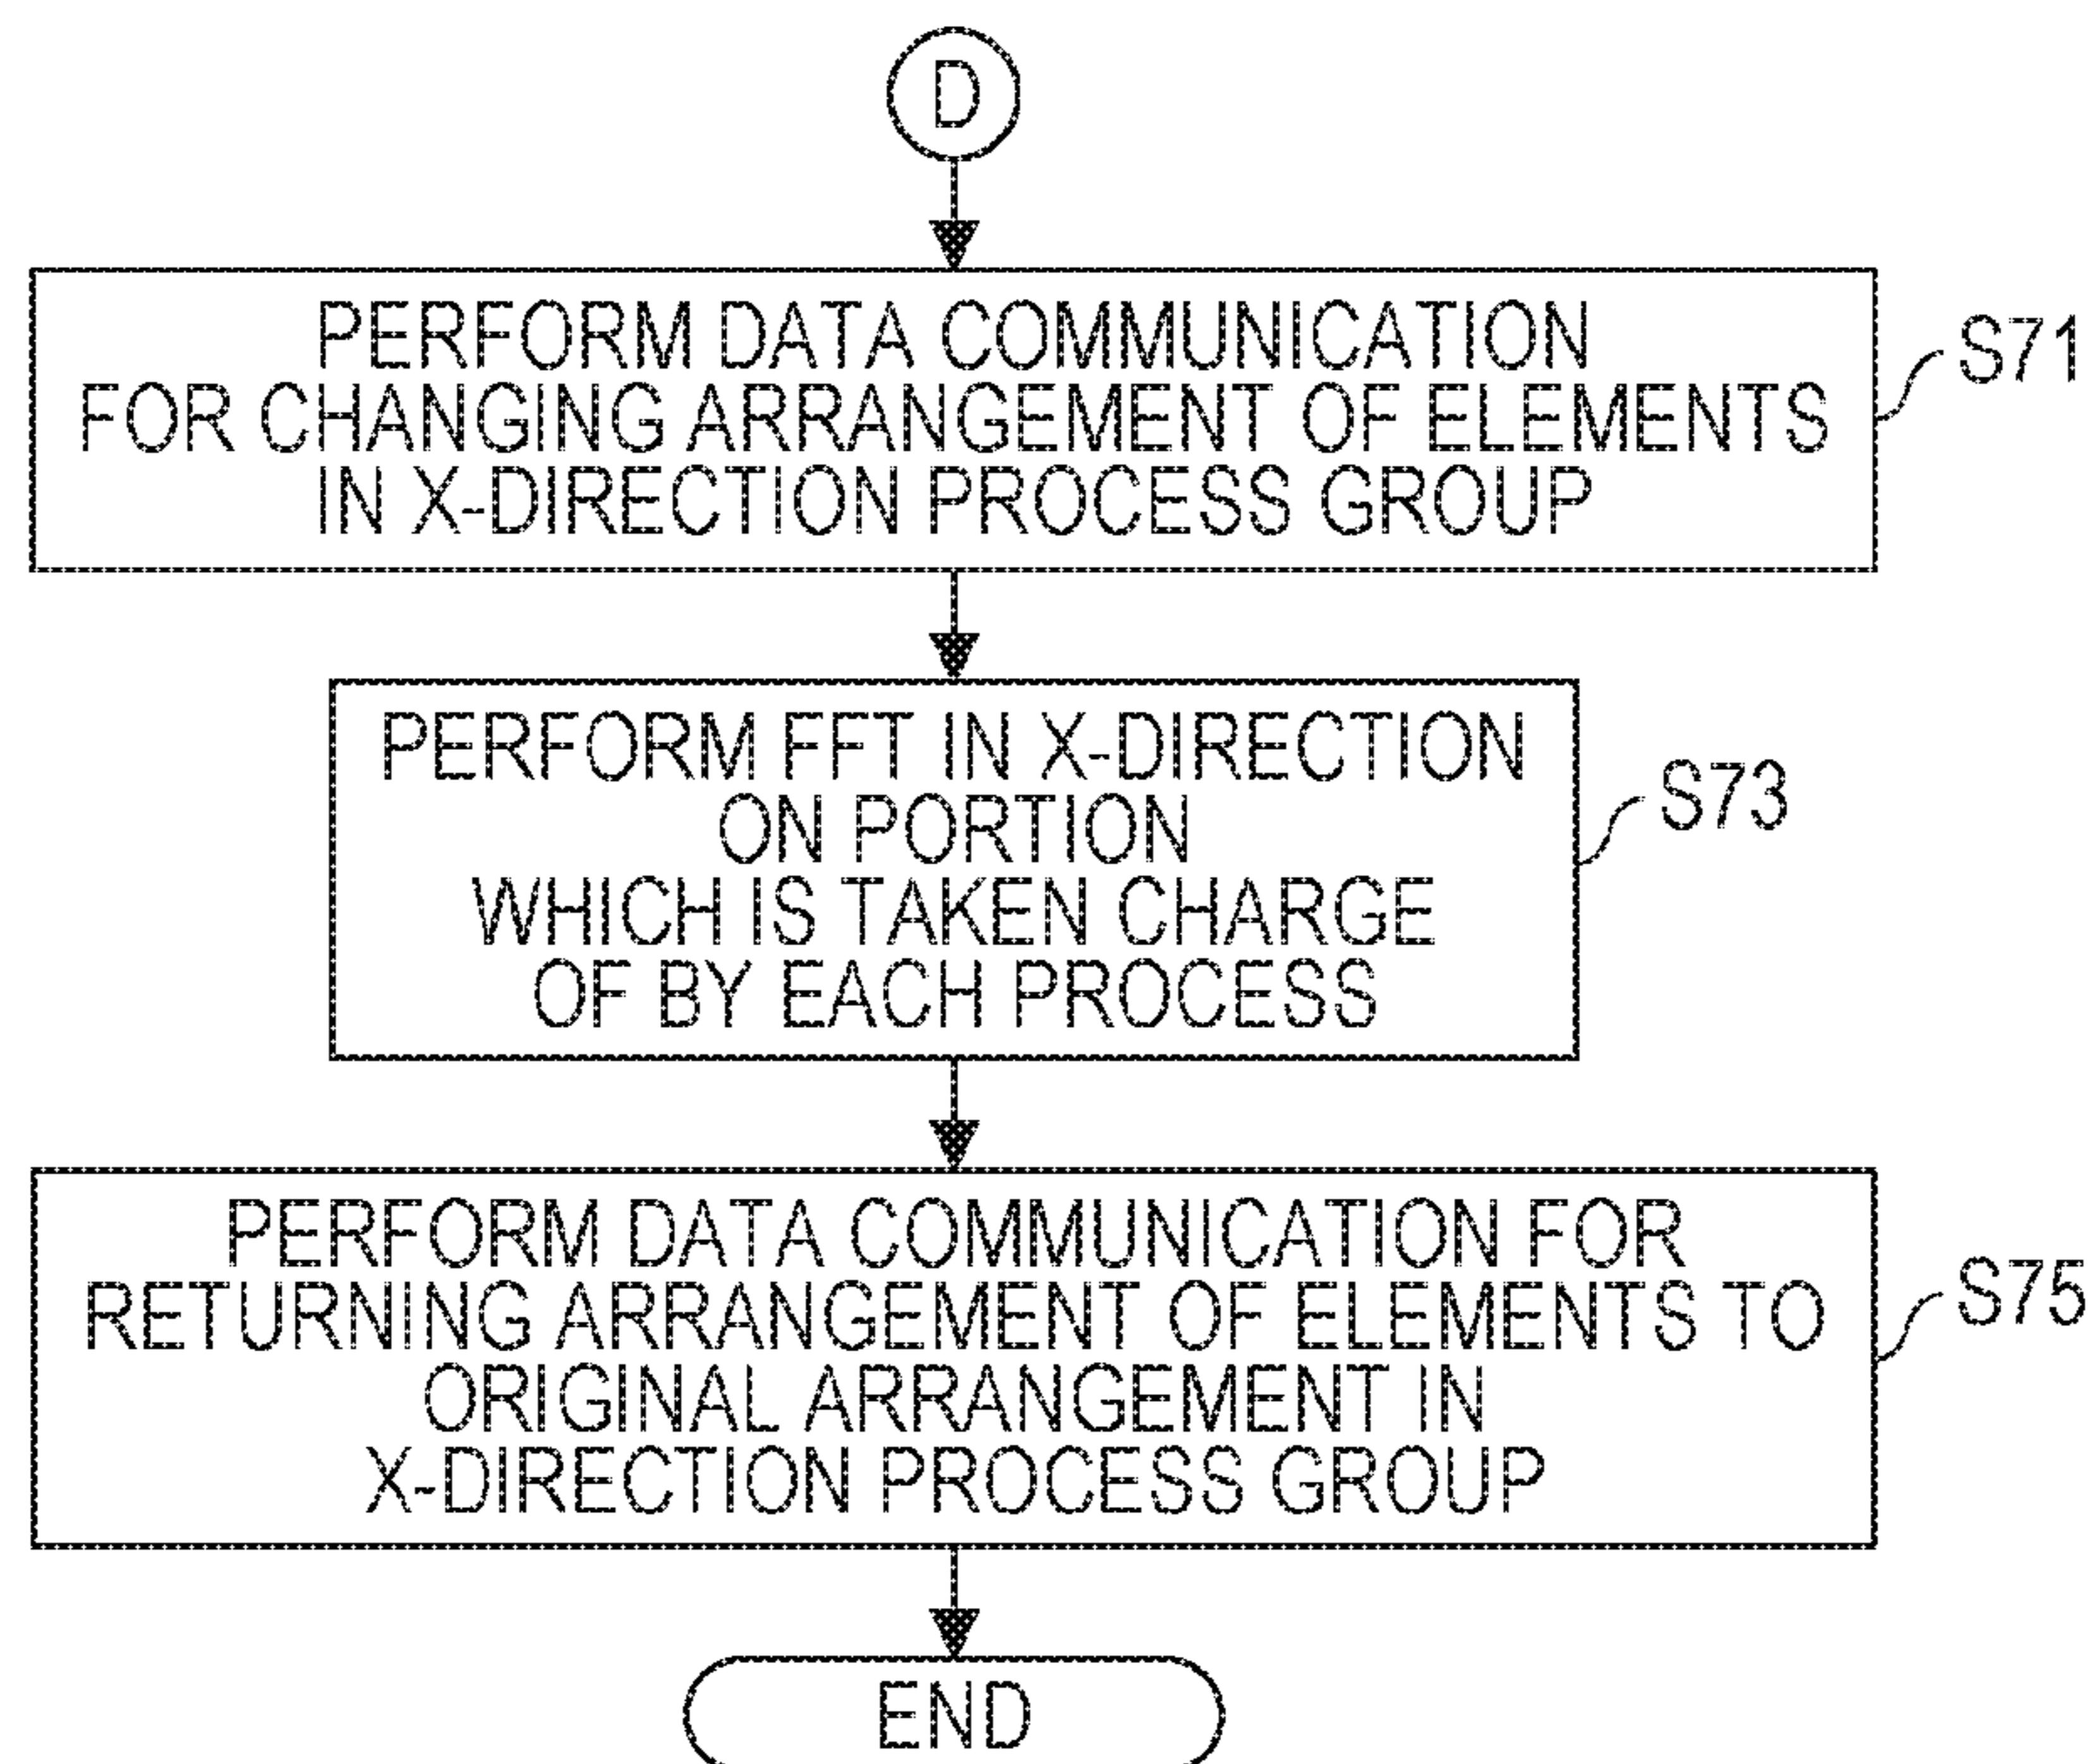 D
PERFORM DATA COMMUNICATION
FOR CHANGING ARRANGEMENT OF ELEMENTS
IN X-DIRECTION PROCESS GROUP
S71
PERFORM FFT IN X-DIRECTION
ON PORTION
WHICH IS TAKEN CHARGE
OF BY EACH PROCESS
S73
PERFORM DATA COMMUNICATION FOR
RETURNING ARRANGEMENT OF ELEMENTS TO
ORIGINAL ARRANGEMENT IN
X-DIRECTION PROCESS GROUP
S75
END